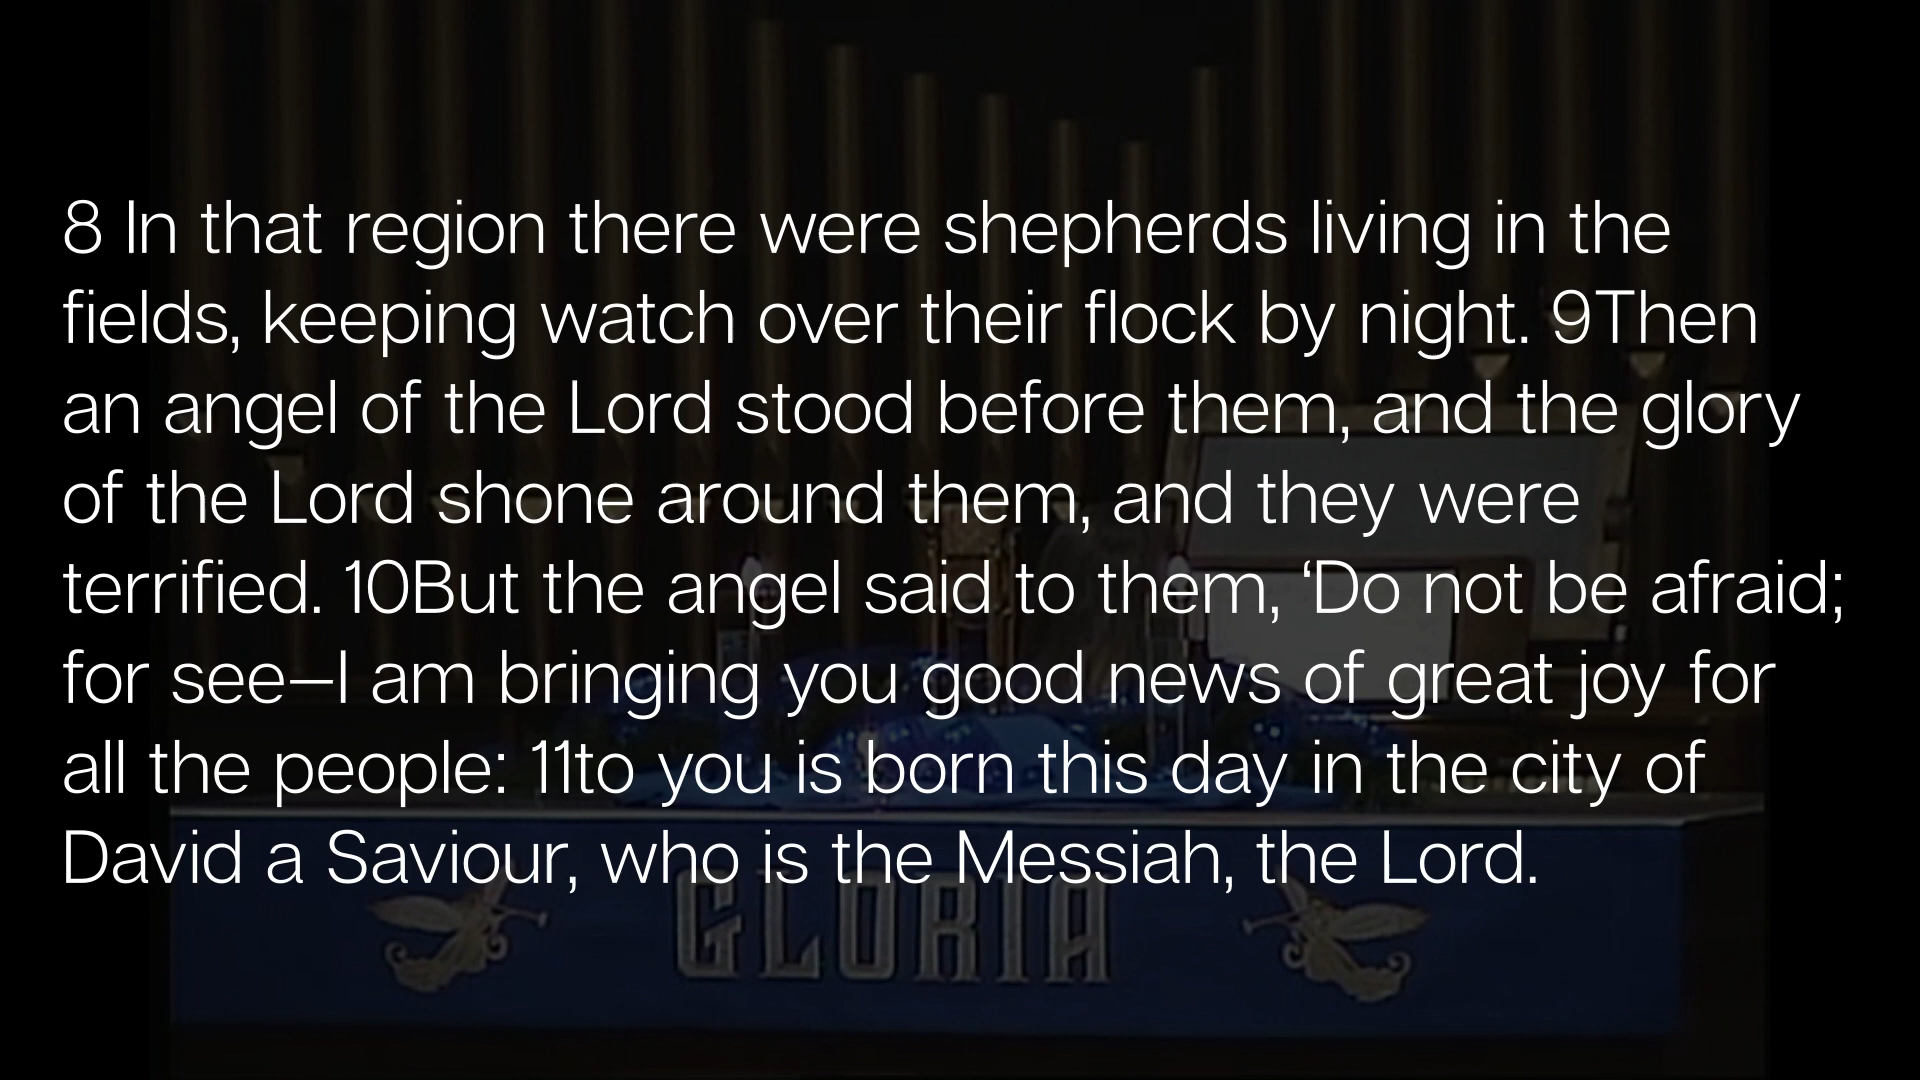 8 In that region there were shepherds living in the
fields, keeping watch over their flock by night. 9Then
an angel of the Lord stood before them, and the glory
of the Lord shone around them, and they were
terrified. 10But the angel said to them, ‘Do not be afraid;
for see—I am bringing you good news of great joy for
all the people: 11to you is born this day in the city of
David a Saviour, who is the Messiah, the Lord.
GLORIA